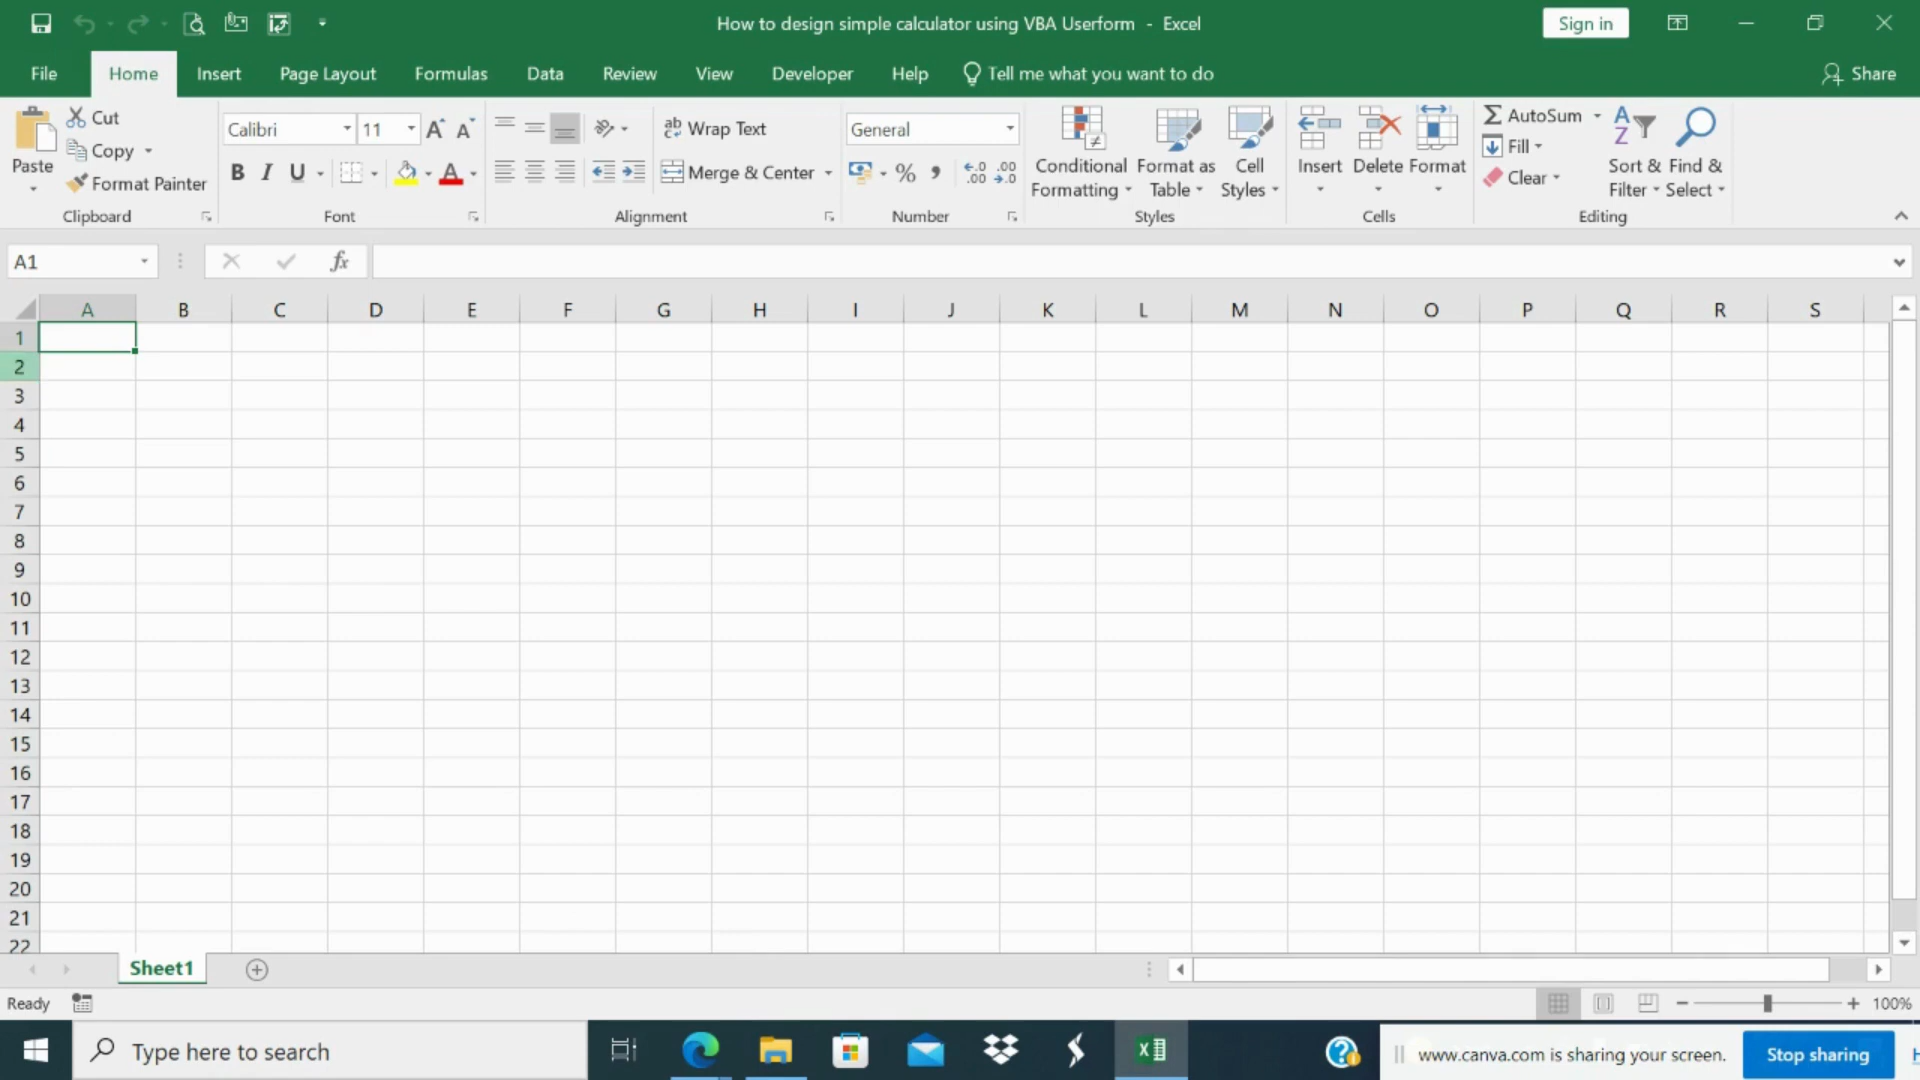 How to design simple calculator using VBA Userform - Excel
Sign in
File Home Insert Page Layout Formulas Data Review View Developer Help Tell me what you want to do Share
Paste
Cut
Copy
Format Painter
Clipboard
Calibri 11
B I U
Font
Wrap Text
Merge & Center
Alignment
General
% , .00 .0 .00
Number
Conditional Formatting
Format as Table
Cell Styles
Styles
Insert Delete Format
Cells
AutoSum
Fill
Clear
Sort & Filter
Find & Select
Editing
A1 fx
A B C D E F G H I J K L M N O P Q R S
1
2
3
4
5
6
7
8
9
10
11
12
13
14
15
16
17
18
19
20
21
22
Sheet1
Ready
100%
Type here to search
www.canva.com is sharing your screen.
Stop sharing